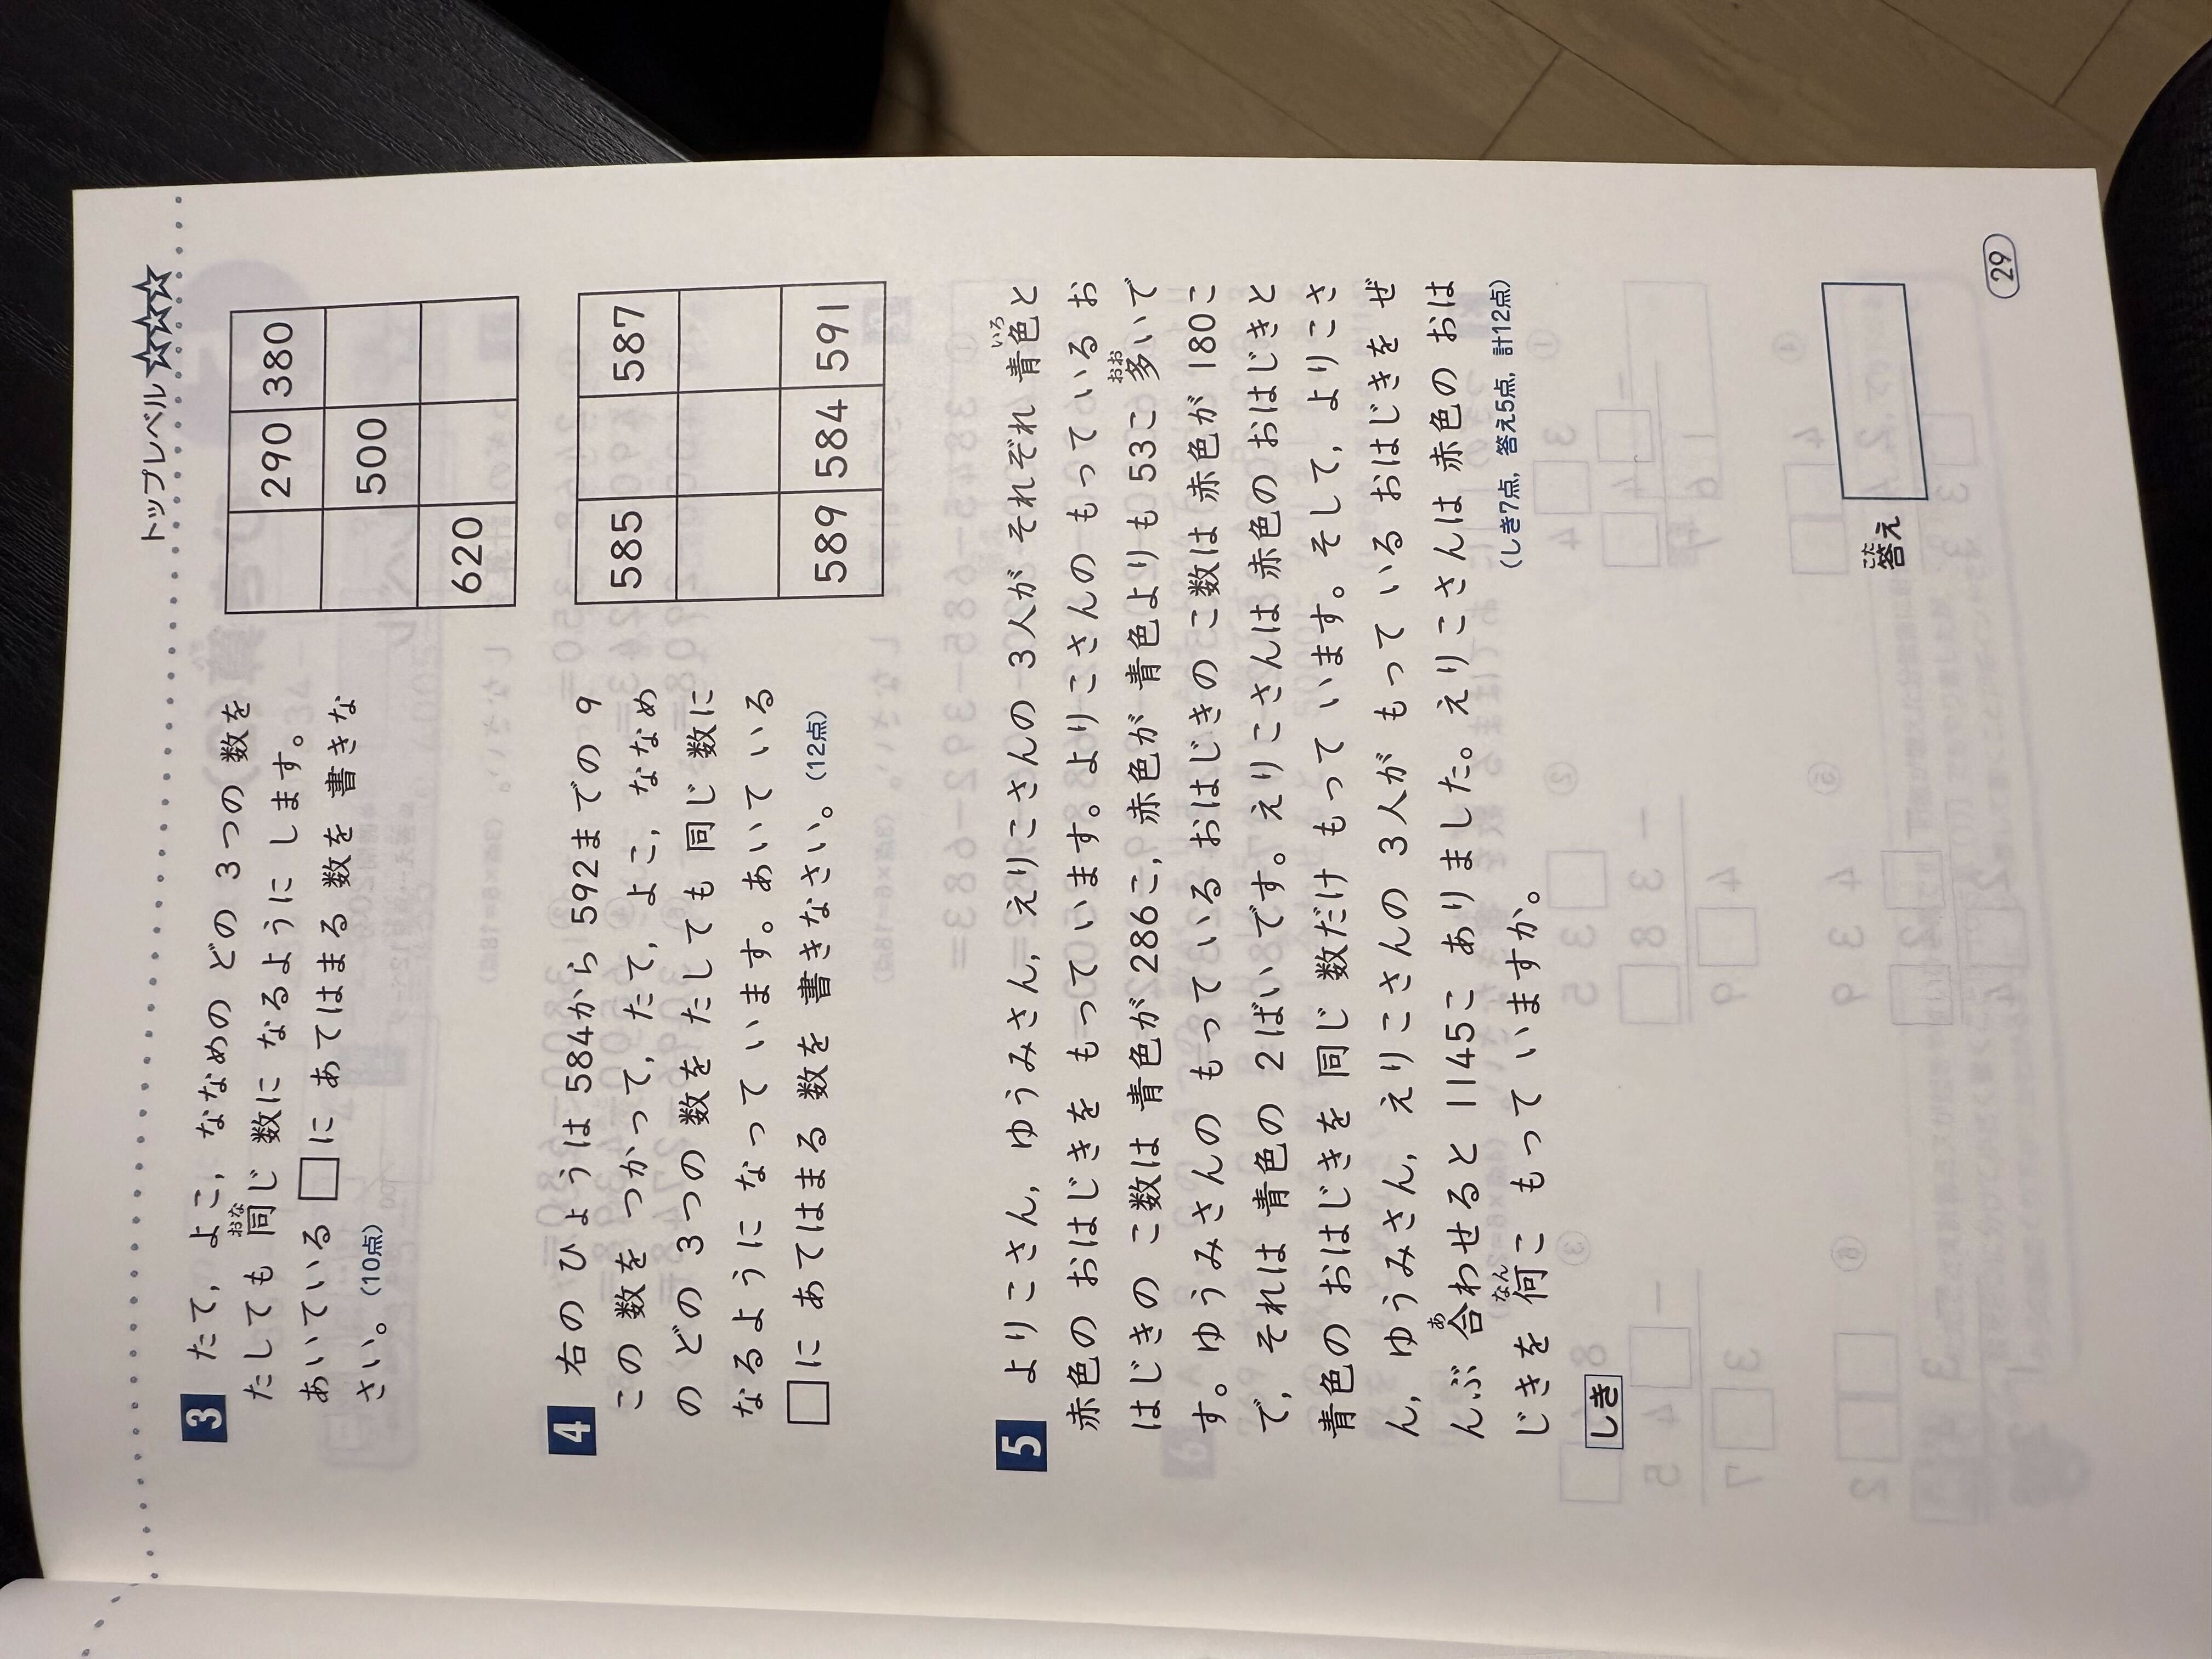 トップレベル ☆☆☆
3 たて, よこ, ななめの どの 3つの 数を
たしても 同じ 数に なるように します。
おな
あいている □に あてはまる 数を 書きな
さい。(10点)
290 380
500
620
4 右の ひょうは 584から 592までの 9
この 数を つかって, たて, よこ, ななめ
の どの 3つの 数を たしても 同じ 数に
なるように なって います。あいて いる
□に あてはまる 数を 書きなさい。(12点)
585 587
589 584 591
5 よりこさん, ゆうみさん, えりこさんの 3人が それぞれ 青色と
いろ
赤色の おはじきを もって います。よりこさんの もって いる お
はじきの こ数は 青色が 286こ, 赤色が 青色よりも 53こ 多いで
おお
す。ゆうみさんの もって いる おはじきの こ数は 赤色が 180こ
で, それは 青色の 2ばい です。えりこさんは 赤色の おはじきと
青色の おはじきを 同じ 数だけ もって います。そして, よりこさ
ん, ゆうみさん, えりこさんの 3人が もって いる おはじきを ぜ
んぶ 合わせると 1145こ ありました。えりこさんは 赤色の おは
あ
じきを 何こ もって いますか。
なん
(しき7点, 答え5点, 計12点)
しき
答え
こた
29